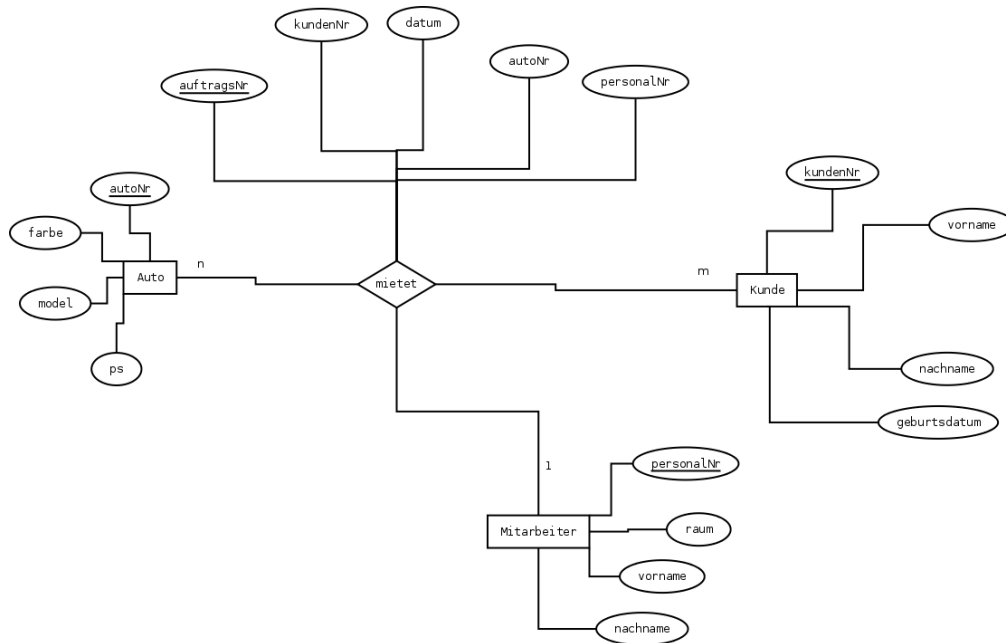 kundenNr
datum
autoNr
personalNr
auftragsNr
kundenNr
vorname
autoNr
farbe
Auto
n
model
ps
mietet
m
Kunde
nachname
geburtsdatum
1
personalNr
Mitarbeiter
raum
vorname
nachname